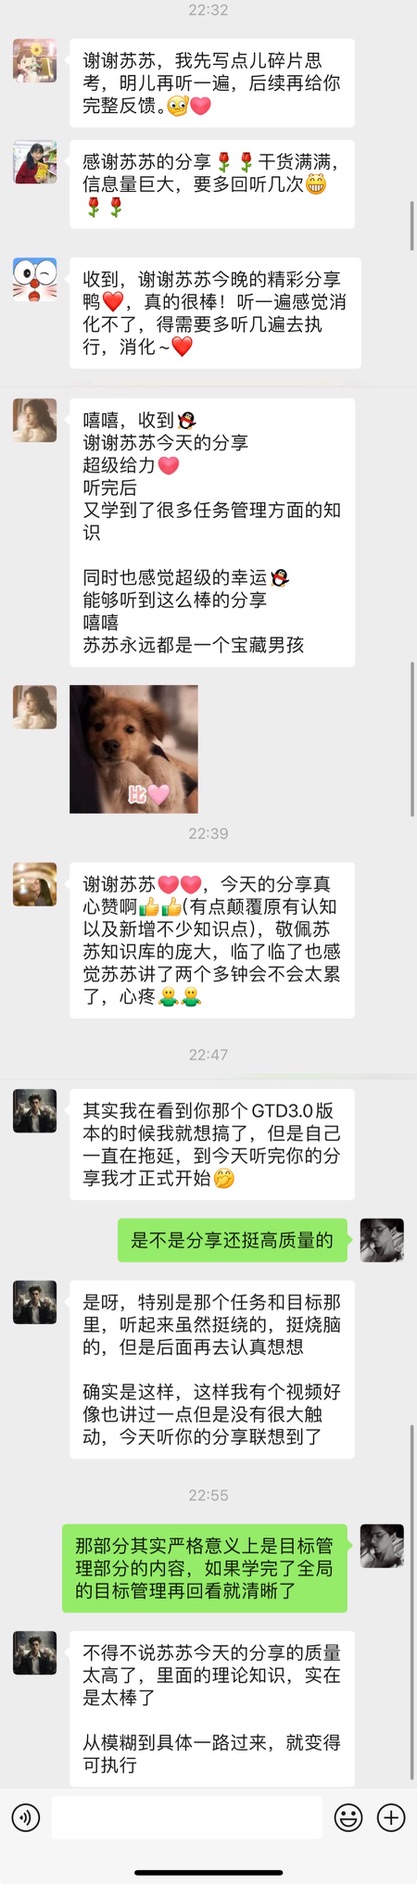 22:32
谢谢苏苏，我先写点儿碎片思
考，明儿再听一遍，后续再给你
完整反馈。🫡💗
感谢苏苏的分享🌹🌹干货满满，
信息量巨大，要多回听几次😁
🌹🌹
收到，谢谢苏苏今晚的精彩分享
鸭❤️，真的很棒！听一遍感觉消
化不了，得需要多听几遍去执
行，消化~❤️
嘻嘻，收到🐧
谢谢苏苏今天的分享
超级给力💗
听完后
又学到了很多任务管理方面的知
识
同时也感觉超级的幸运🐧
能够听到这么棒的分享
嘻嘻
苏苏永远都是一个宝藏男孩
比🩷
22:39
谢谢苏苏💗💗，今天的分享真
心赞啊👍👍(有点颠覆原有认知
以及新增不少知识点)，敬佩苏
苏知识库的庞大，临了临了也感
觉苏苏讲了两个多钟会不会太累
了，心疼🫂🫂
22:47
其实我在看到你那个GTD3.0版
本的时候我就想搞了，但是自己
一直在拖延，到今天听完你的分
享我才正式开始🤭
是不是分享还挺高质量的
是呀，特别是那个任务和目标那
里，听起来虽然挺绕的，挺烧脑
的，但是后面再去认真想想
确实是这样，这样我有个视频好
像也讲过一点但是没有很大触
动，今天听你的分享联想到了
22:55
那部分其实严格意义上是目标管
理部分的内容，如果学完了全局
的目标管理再回看就清晰了
不得不说苏苏今天的分享的质量
太高了，里面的理论知识，实在
是太棒了
从模糊到具体一路过来，就变得
可执行